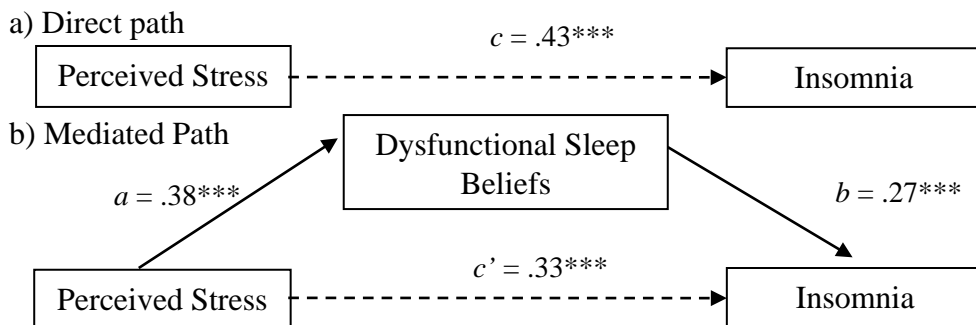 a) Direct path
c = .43***
Perceived Stress
Insomnia
b) Mediated Path
Dysfunctional Sleep
Beliefs
a = .38***
b = .27***
c’ = .33***
Perceived Stress
Insomnia